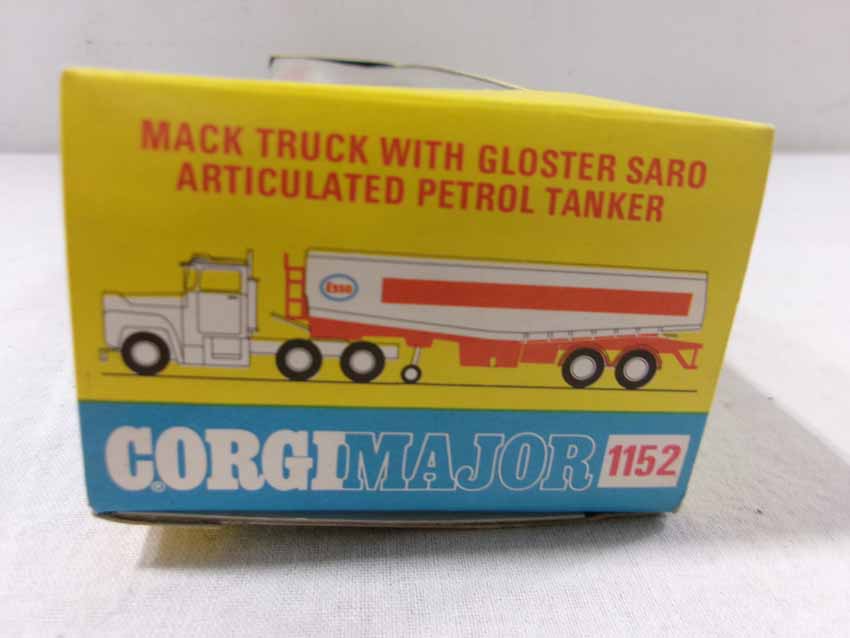 MACK TRUCK WITH GLOSTER SARO
ARTICULATED PETROL TANKER
Esso
CORGI MAJOR 1152